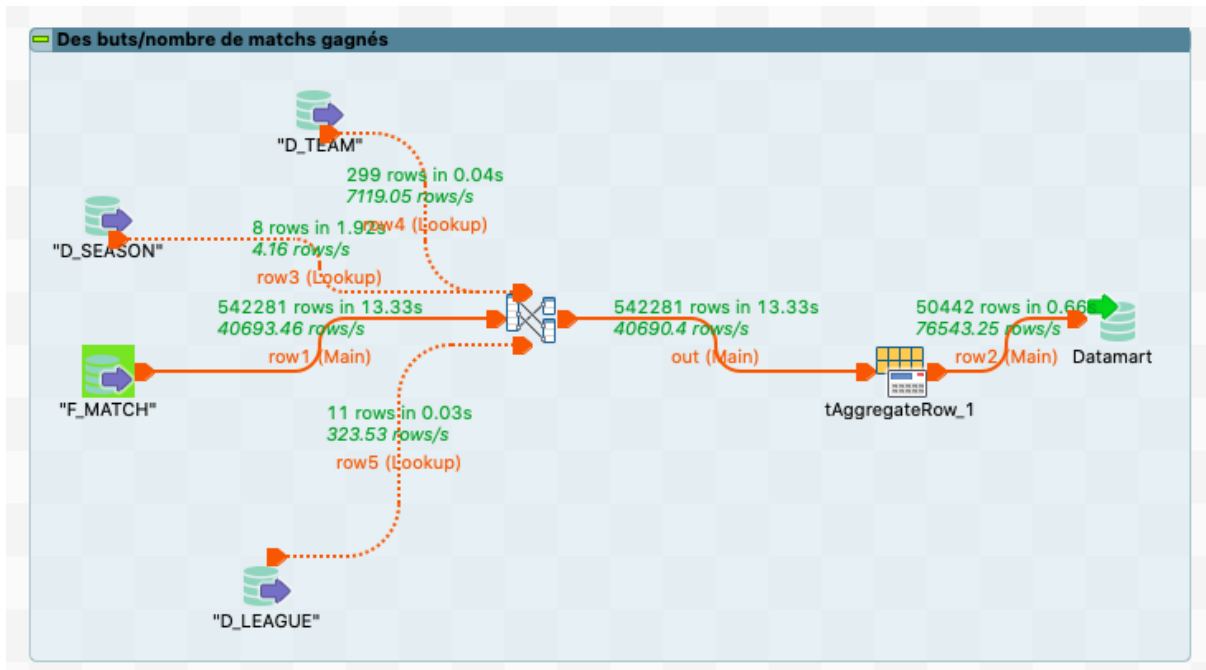 Des buts/nombre de matchs gagnés
"D_TEAM"
299 rows in 0.04s
7119.05 rows/s
row4 (Lookup)
"D_SEASON"
8 rows in 1.92s
4.16 rows/s
row3 (Lookup)
542281 rows in 13.33s
40693.46 rows/s
row1 (Main)
"F_MATCH"
542281 rows in 13.33s
40690.4 rows/s
out (Main)
tAggregateRow_1
50442 rows in 0.66s
76543.25 rows/s
row2 (Main)
Datamart
11 rows in 0.03s
323.53 rows/s
row5 (Lookup)
"D_LEAGUE"